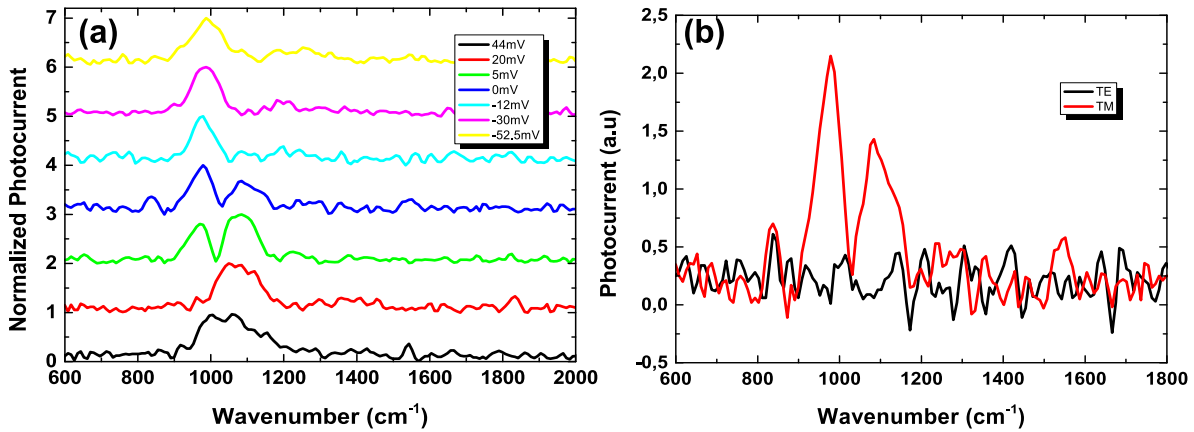 (a)
Normalized Photocurrent
7
6
5
4
3
2
1
0
44mV
20mV
5mV
0mV
-12mV
-30mV
-52.5mV
600 800 1000 1200 1400 1600 1800 2000
Wavenumber (cm⁻¹)
(b)
Photocurrent (a.u)
2,5
2,0
1,5
1,0
0,5
0,0
-0,5
TE
TM
600 800 1000 1200 1400 1600 1800
Wavenumber (cm⁻¹)